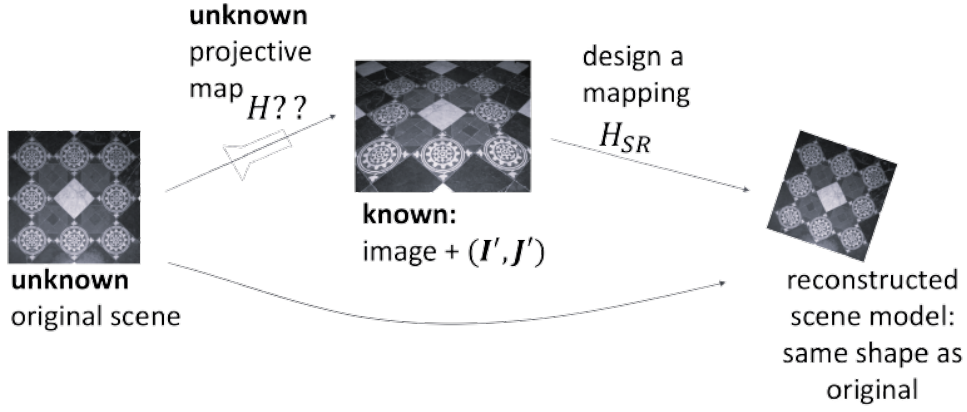 unknown
projective
map
H??
design a
mapping
H_SR
known:
image + (I', J')
unknown
original scene
reconstructed
scene model:
same shape as
original